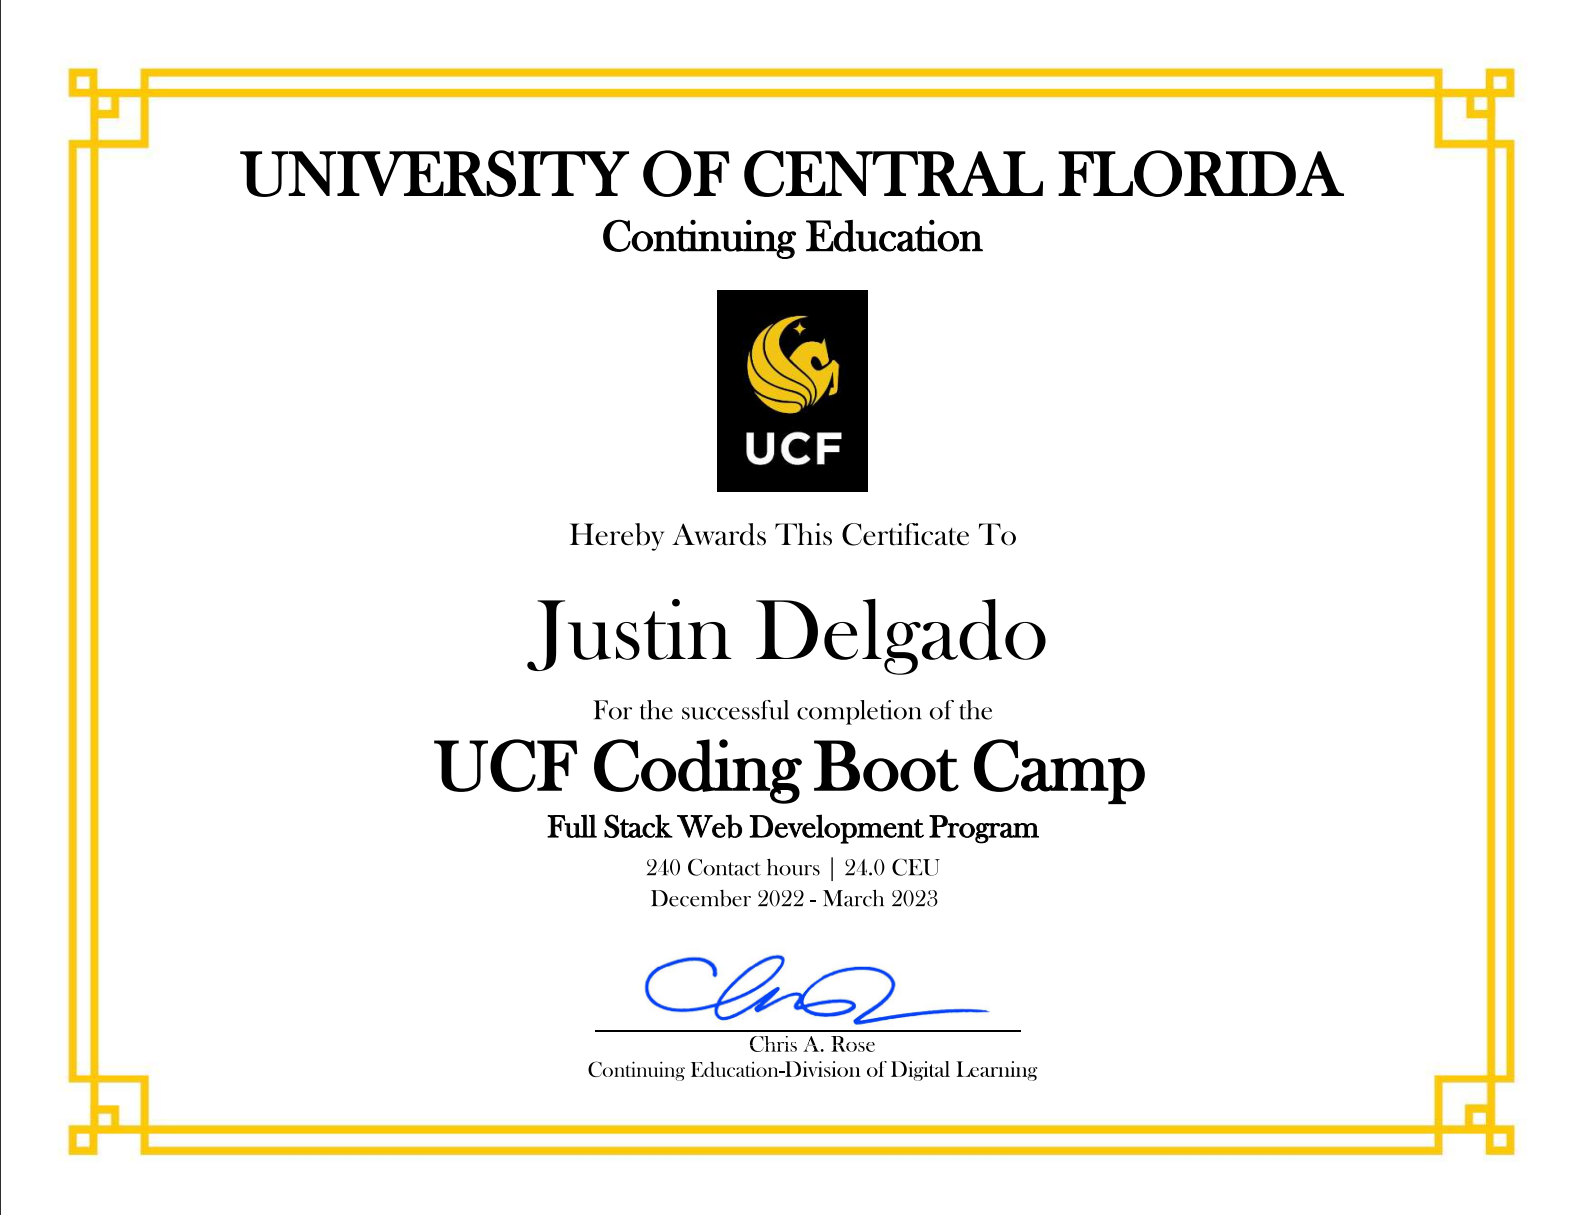 UNIVERSITY OF CENTRAL FLORIDA
Continuing Education
UCF
Hereby Awards This Certificate To
Justin Delgado
For the successful completion of the
UCF Coding Boot Camp
Full Stack Web Development Program
240 Contact hours | 24.0 CEU
December 2022 - March 2023
Chris A. Rose
Continuing Education-Division of Digital Learning